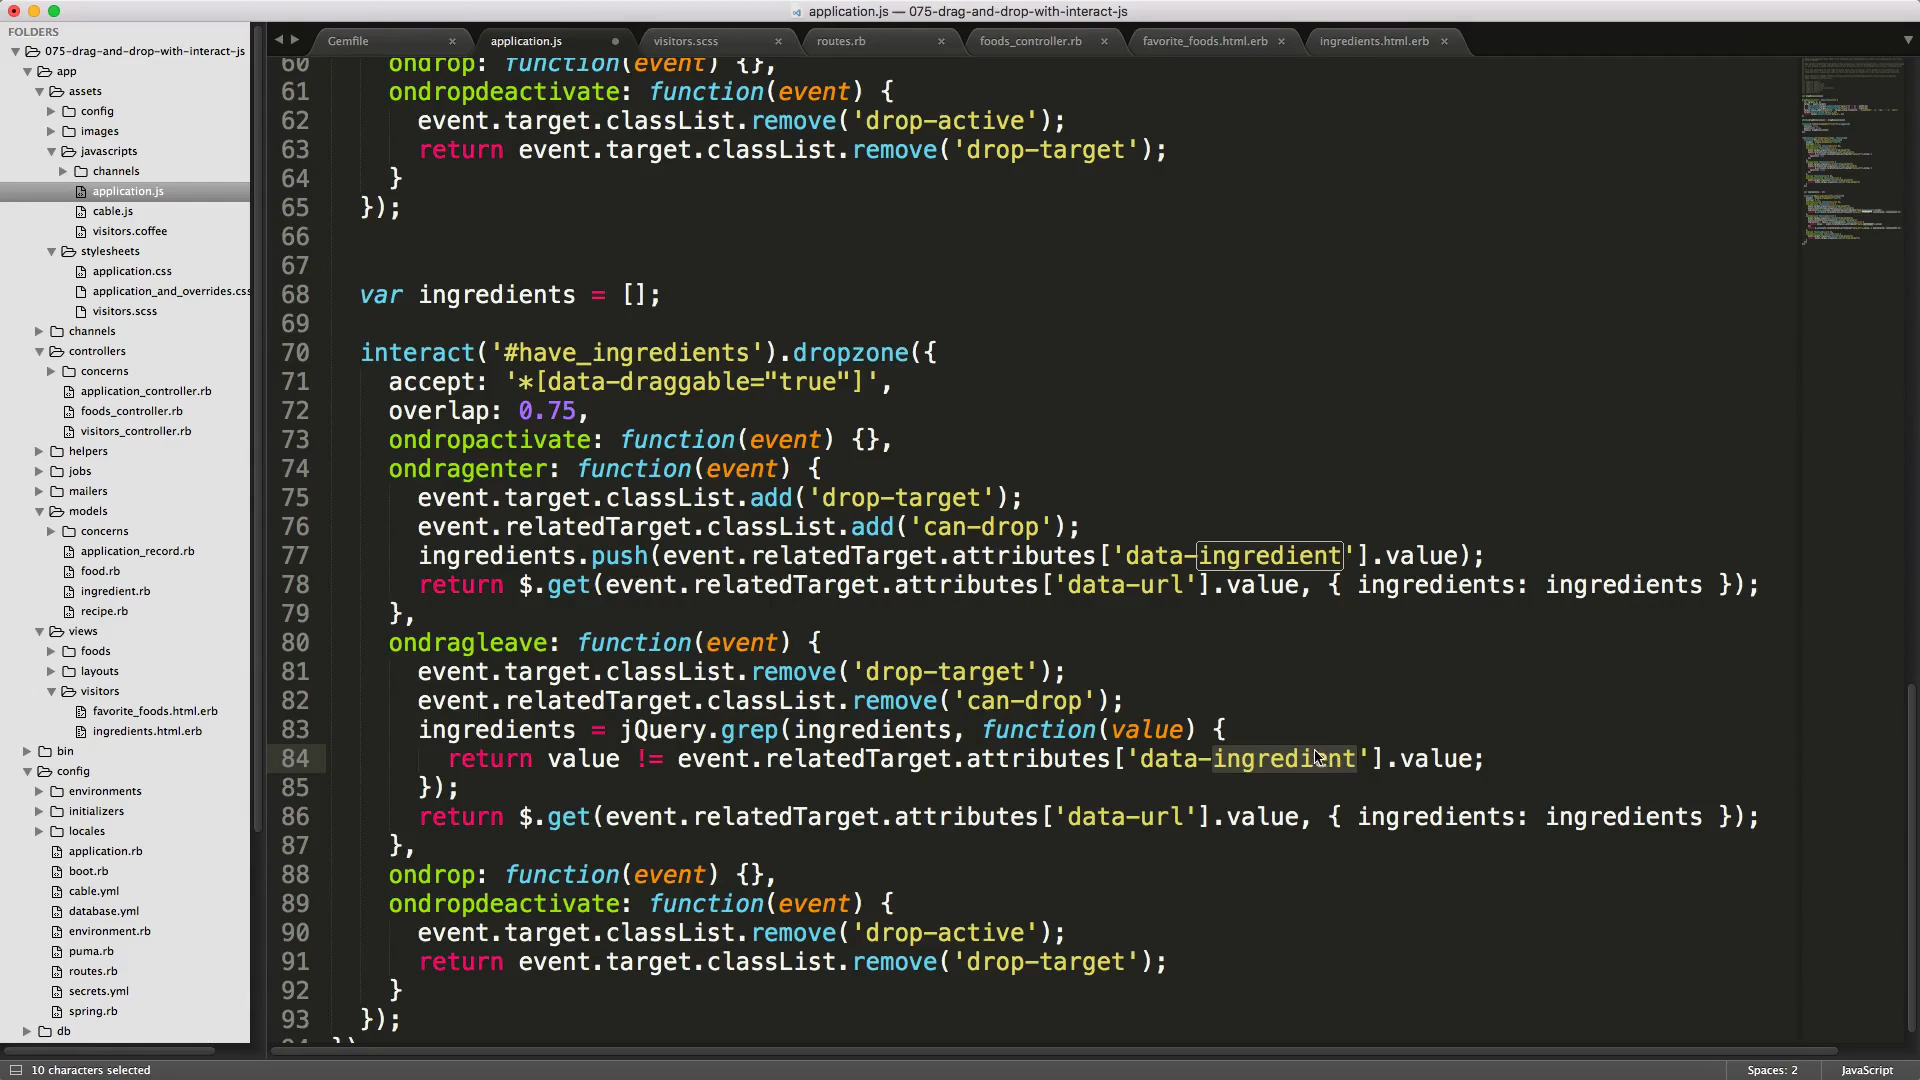 application.js — 075-drag-and-drop-with-interact-js
FOLDERS
075-drag-and-drop-with-interact-js
app
assets
config
images
javascripts
channels
application.js
cable.js
visitors.coffee
stylesheets
application.css
application_and_overrides.css
visitors.scss
channels
controllers
concerns
application_controller.rb
foods_controller.rb
visitors_controller.rb
helpers
jobs
mailers
models
concerns
application_record.rb
food.rb
ingredient.rb
recipe.rb
views
foods
layouts
visitors
favorite_foods.html.erb
ingredients.html.erb
bin
config
environments
initializers
locales
application.rb
boot.rb
cable.yml
database.yml
environment.rb
puma.rb
routes.rb
secrets.yml
spring.rb
db
Gemfile application.js visitors.scss routes.rb foods_controller.rb favorite_foods.html.erb ingredients.html.erb
60 ondrop: function(event) {},
61 ondropdeactivate: function(event) {
62 event.target.classList.remove('drop-active');
63 return event.target.classList.remove('drop-target');
64 }
65 });
66
67
68 var ingredients = [];
69
70 interact('#have_ingredients').dropzone({
71 accept: '*[data-draggable="true"]',
72 overlap: 0.75,
73 ondropactivate: function(event) {},
74 ondragenter: function(event) {
75 event.target.classList.add('drop-target');
76 event.relatedTarget.classList.add('can-drop');
77 ingredients.push(event.relatedTarget.attributes['data-ingredient'].value);
78 return $.get(event.relatedTarget.attributes['data-url'].value, { ingredients: ingredients });
79 },
80 ondragleave: function(event) {
81 event.target.classList.remove('drop-target');
82 event.relatedTarget.classList.remove('can-drop');
83 ingredients = jQuery.grep(ingredients, function(value) {
84 return value != event.relatedTarget.attributes['data-ingredient'].value;
85 });
86 return $.get(event.relatedTarget.attributes['data-url'].value, { ingredients: ingredients });
87 },
88 ondrop: function(event) {},
89 ondropdeactivate: function(event) {
90 event.target.classList.remove('drop-active');
91 return event.target.classList.remove('drop-target');
92 }
93 });
10 characters selected
Spaces: 2
JavaScript